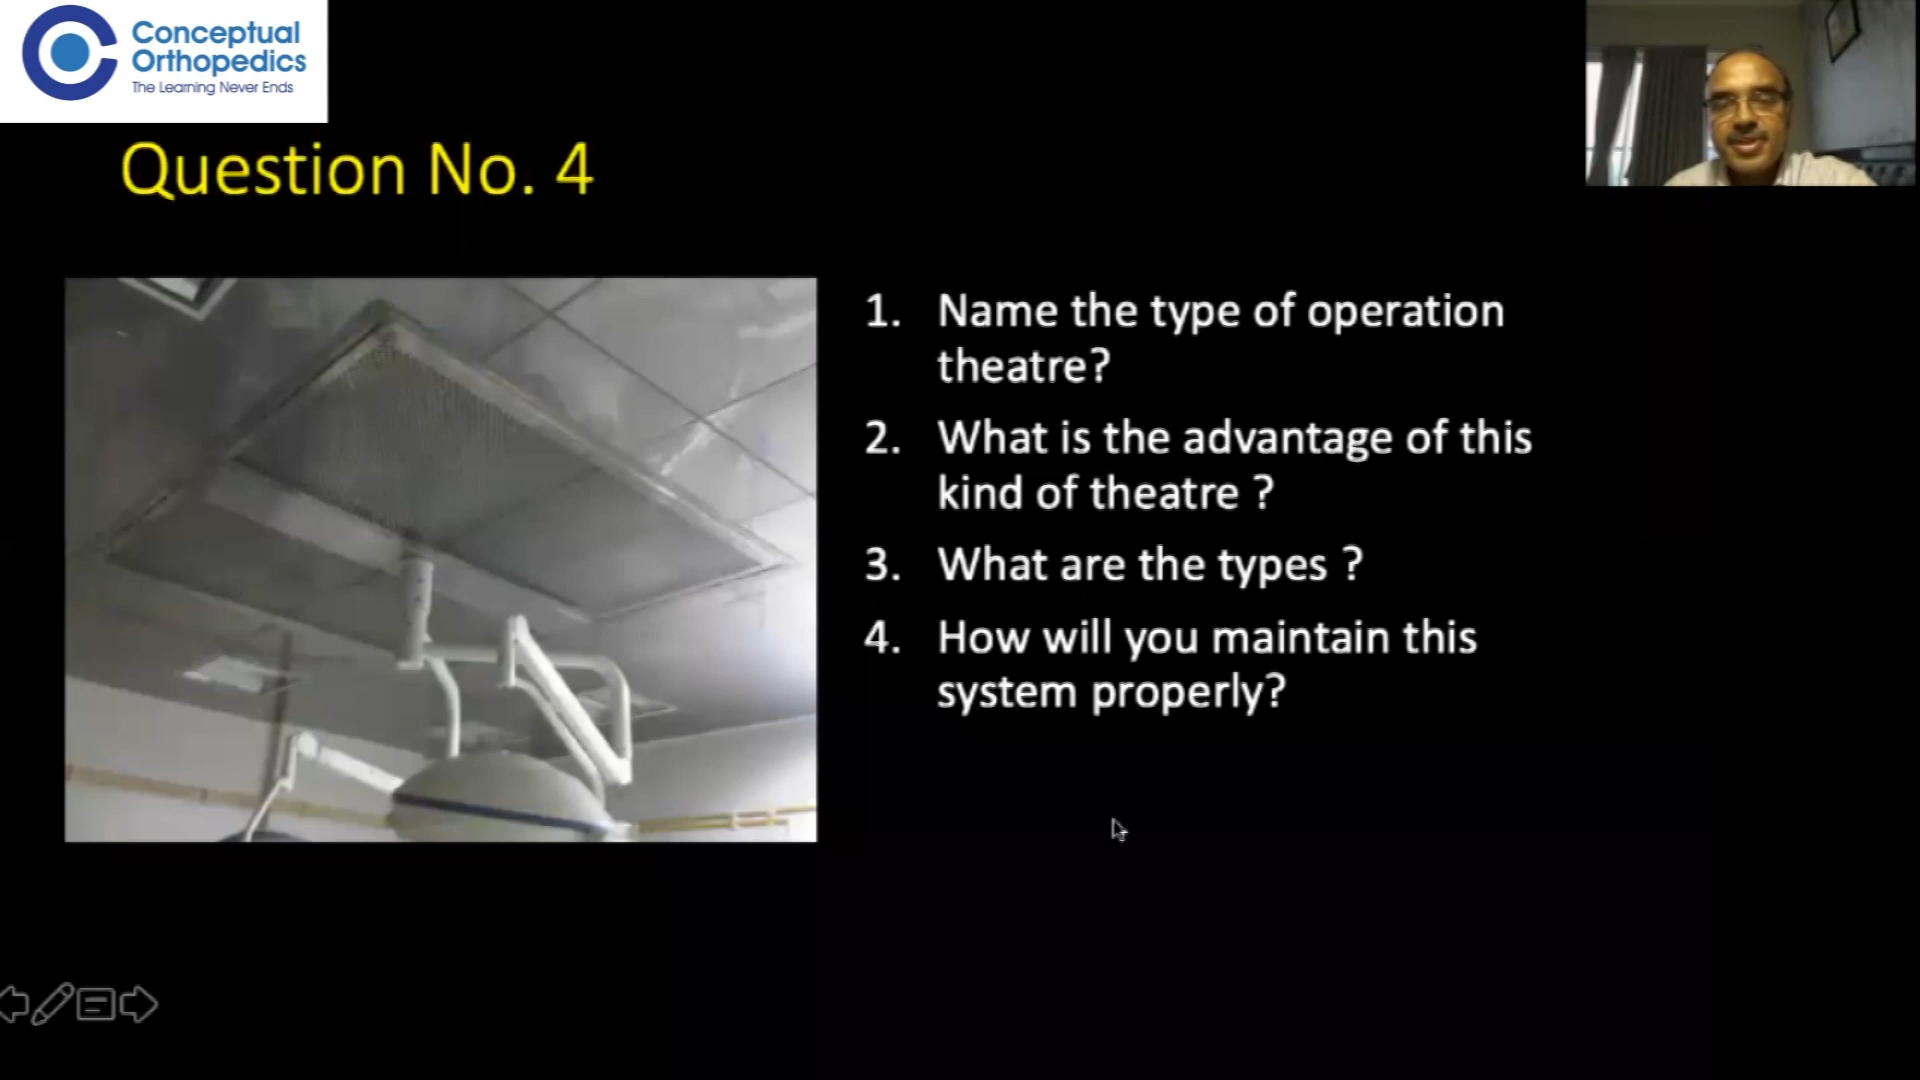 Conceptual
Orthopedics
The Learning Never Ends
Question No. 4
1. Name the type of operation
theatre?
2. What is the advantage of this
kind of theatre ?
3. What are the types ?
4. How will you maintain this
system properly?